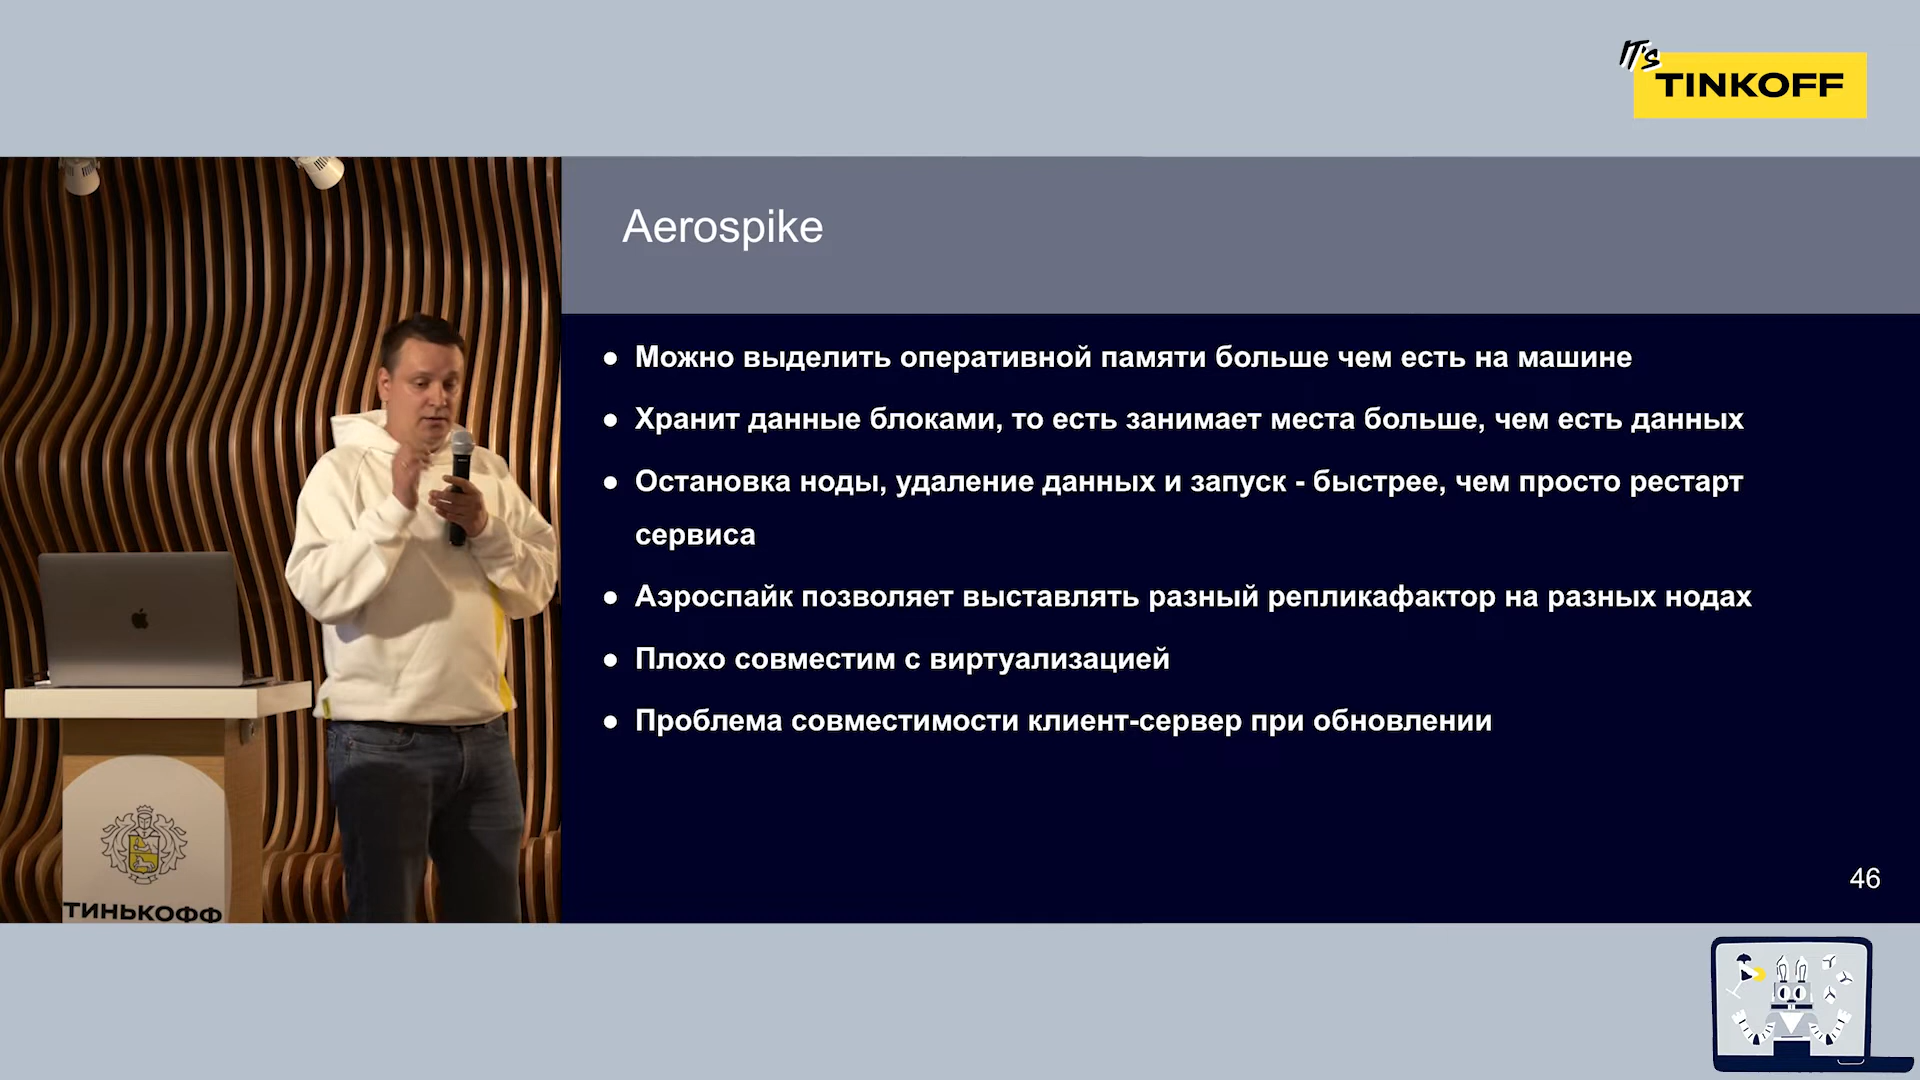 IT's
TINKOFF
Aerospike
● Можно выделить оперативной памяти больше чем есть на машине
● Хранит данные блоками, то есть занимает места больше, чем есть данных
● Остановка ноды, удаление данных и запуск - быстрее, чем просто рестарт
сервиса
● Аэроспайк позволяет выставлять разный репликафактор на разных нодах
● Плохо совместим с виртуализацией
● Проблема совместимости клиент-сервер при обновлении
46
ТИНЬКОФФ